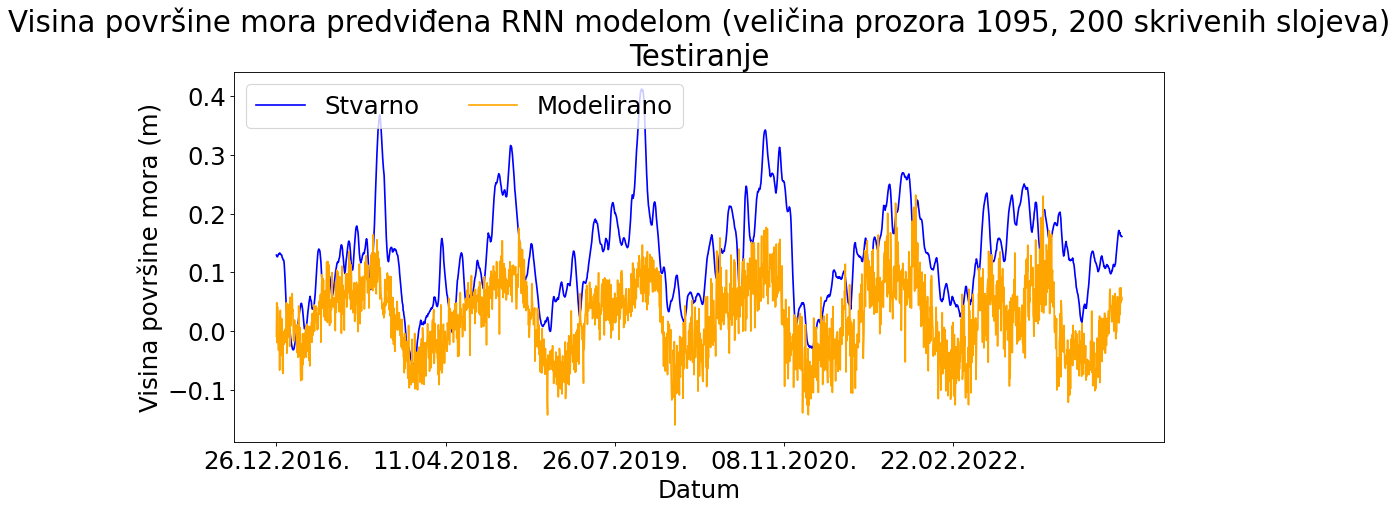 Visina površine mora predviđena RNN modelom (veličina prozora 1095, 200 skrivenih slojeva)
Testiranje
Stvarno Modelirano
Visina površine mora (m)
0.4
0.3
0.2
0.1
0.0
−0.1
26.12.2016. 11.04.2018. 26.07.2019. 08.11.2020. 22.02.2022.
Datum